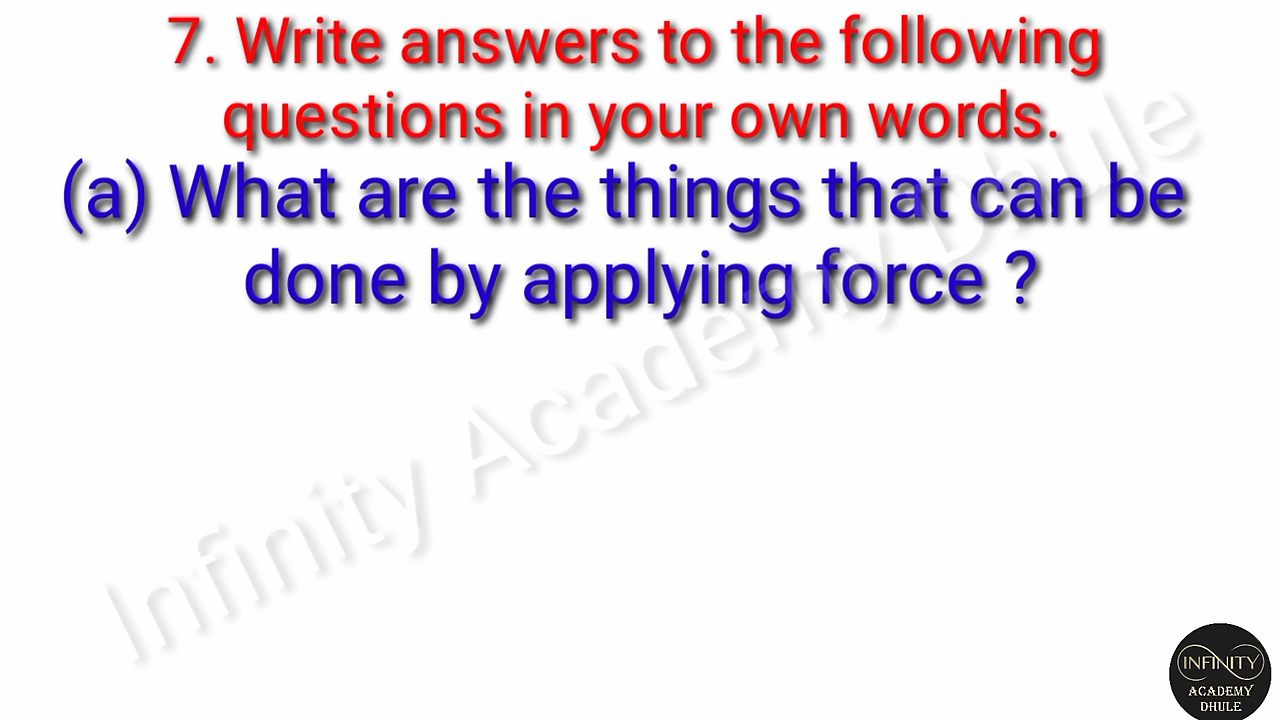 7. Write answers to the following
questions in your own words.
(a) What are the things that can be
done by applying force ?
Infinity Academy Dhule
INFINITY
ACADEMY
DHULE